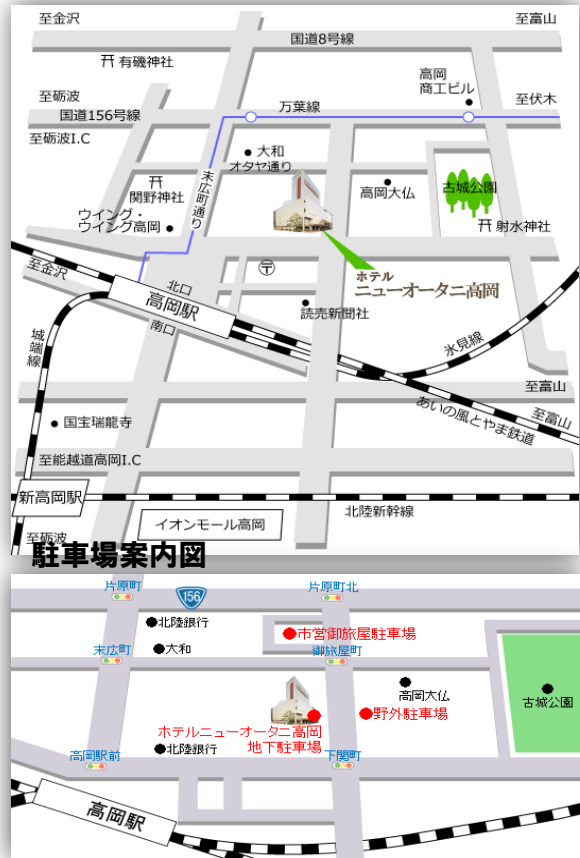 至金沢
至富山
国道8号線
有磯神社
高岡
商工ビル
至砺波
至伏木
万葉線
国道156号線
至砺波I.C
大和
オタヤ通り
末広町通り
関野神社
高岡大仏
古城公園
ウイング・
ウイング高岡
射水神社
〒
至金沢
北口
高岡駅
南口
ホテル
ニューオータニ高岡
読売新聞社
城端線
氷見線
至富山
あいの風とやま鉄道
至富山
国宝瑞龍寺
至能越道高岡I.C
新高岡駅
北陸新幹線
イオンモール高岡
至砺波
駐車場案内図
片原町
156
片原町北
北陸銀行
市営御旅屋駐車場
末広町
大和
御旅屋町
高岡大仏
古城公園
野外駐車場
ホテルニューオータニ高岡
地下駐車場
高岡駅前
北陸銀行
下関町
高岡駅